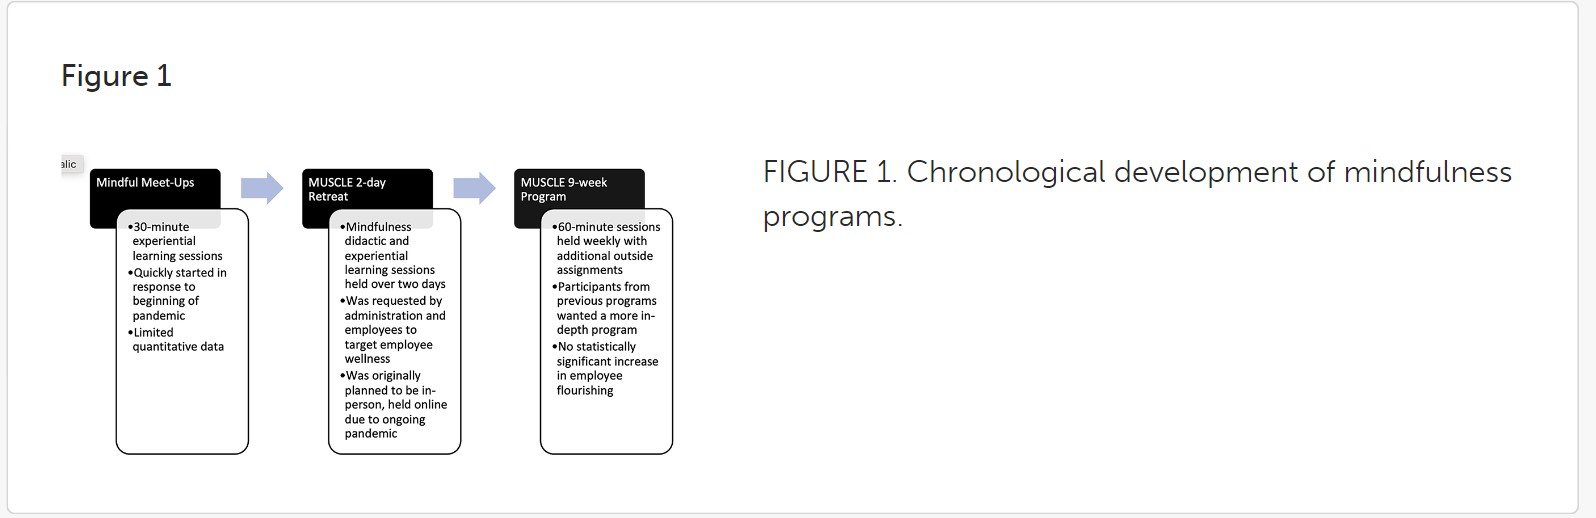 Figure 1
alic
Mindful Meet-Ups
•30-minute
experiential
learning sessions
•Quickly started in
response to
beginning of
pandemic
•Limited
quantitative data
MUSCLE 2-day
Retreat
•Mindfulness
didactic and
experiential
learning sessions
held over two days
•Was requested by
administration and
employees to
target employee
wellness
•Was originally
planned to be in-
person, held online
due to ongoing
pandemic
MUSCLE 9-week
Program
•60-minute sessions
held weekly with
additional outside
assignments
•Participants from
previous programs
wanted a more in-
depth program
•No statistically
significant increase
in employee
flourishing
FIGURE 1. Chronological development of mindfulness
programs.